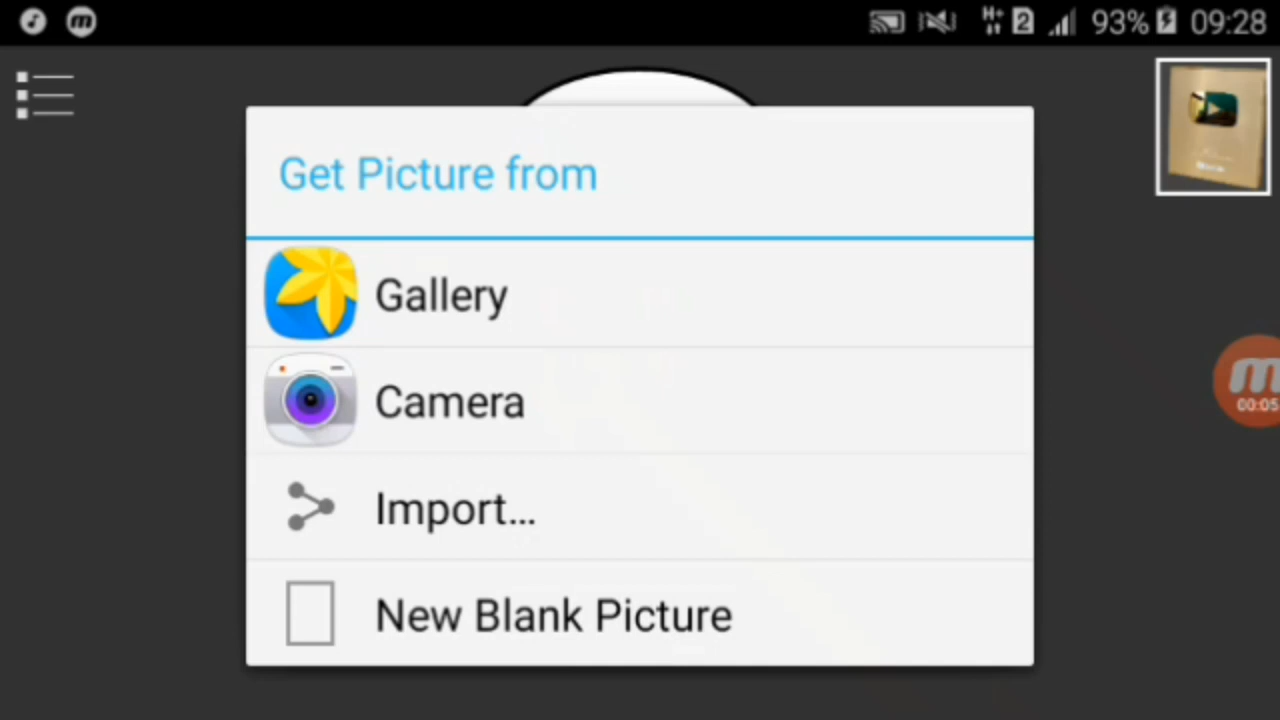 93% 09:28
Get Picture from
Gallery
Camera
Import...
New Blank Picture
00:05